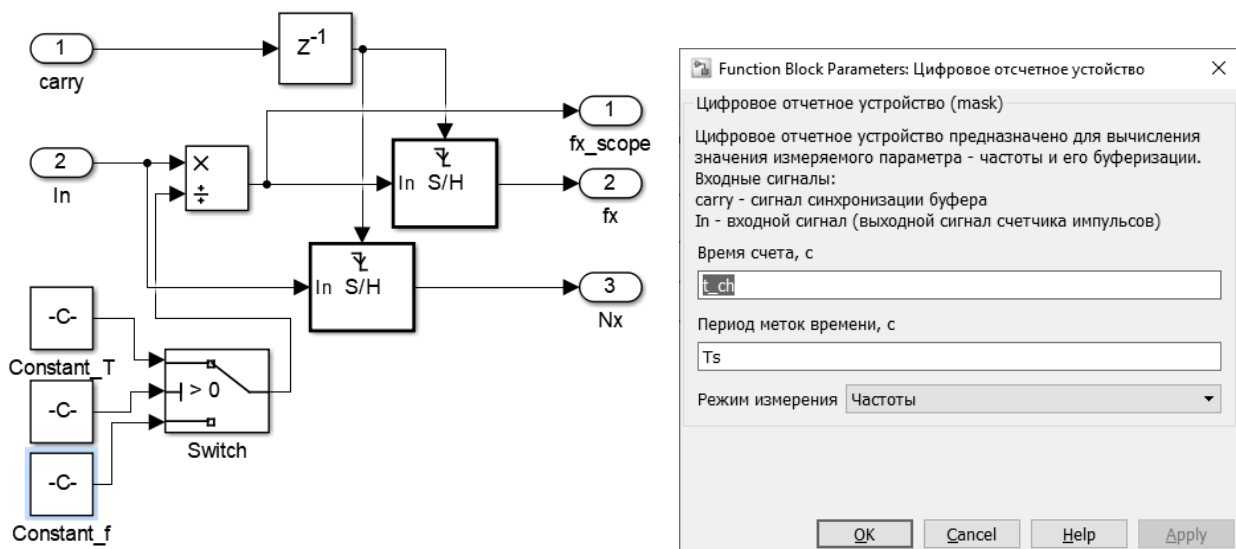 1
carry
Z-1
1
fx_scope
2
In
×
÷
In S/H
2
fx
In S/H
3
Nx
-C-
Constant_T
-C-
> 0
Switch
-C-
Constant_f
Function Block Parameters: Цифровое отсчетное устойство
Цифровое отчетное устройство (mask)
Цифровое отчетное устройство предназначено для вычисления
значения измеряемого параметра - частоты и его буферизации.
Входные сигналы:
carry - сигнал синхронизации буфера
In - входной сигнал (выходной сигнал счетчика импульсов)
Время счета, с
t_ch
Период меток времени, с
Ts
Режим измерения Частоты
OK Cancel Help Apply